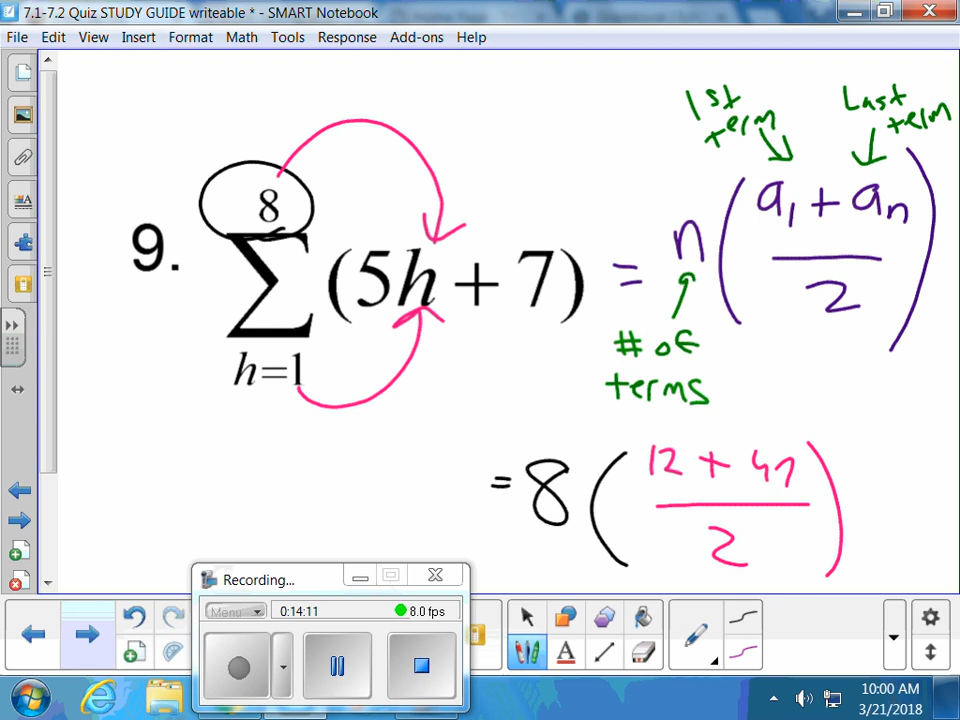 7.1-7.2 Quiz STUDY GUIDE writeable * - SMART Notebook
File Edit View Insert Format Math Tools Response Add-ons Help
1st term
Last term
9. 8 ∑ h=1 (5h + 7) = n ( a₁ + aₙ / 2 )
# of
terms
= 8 ( 12 + 47 / 2 )
Recording...
Menu 0:14:11 8.0 fps
A
10:00 AM
3/21/2018